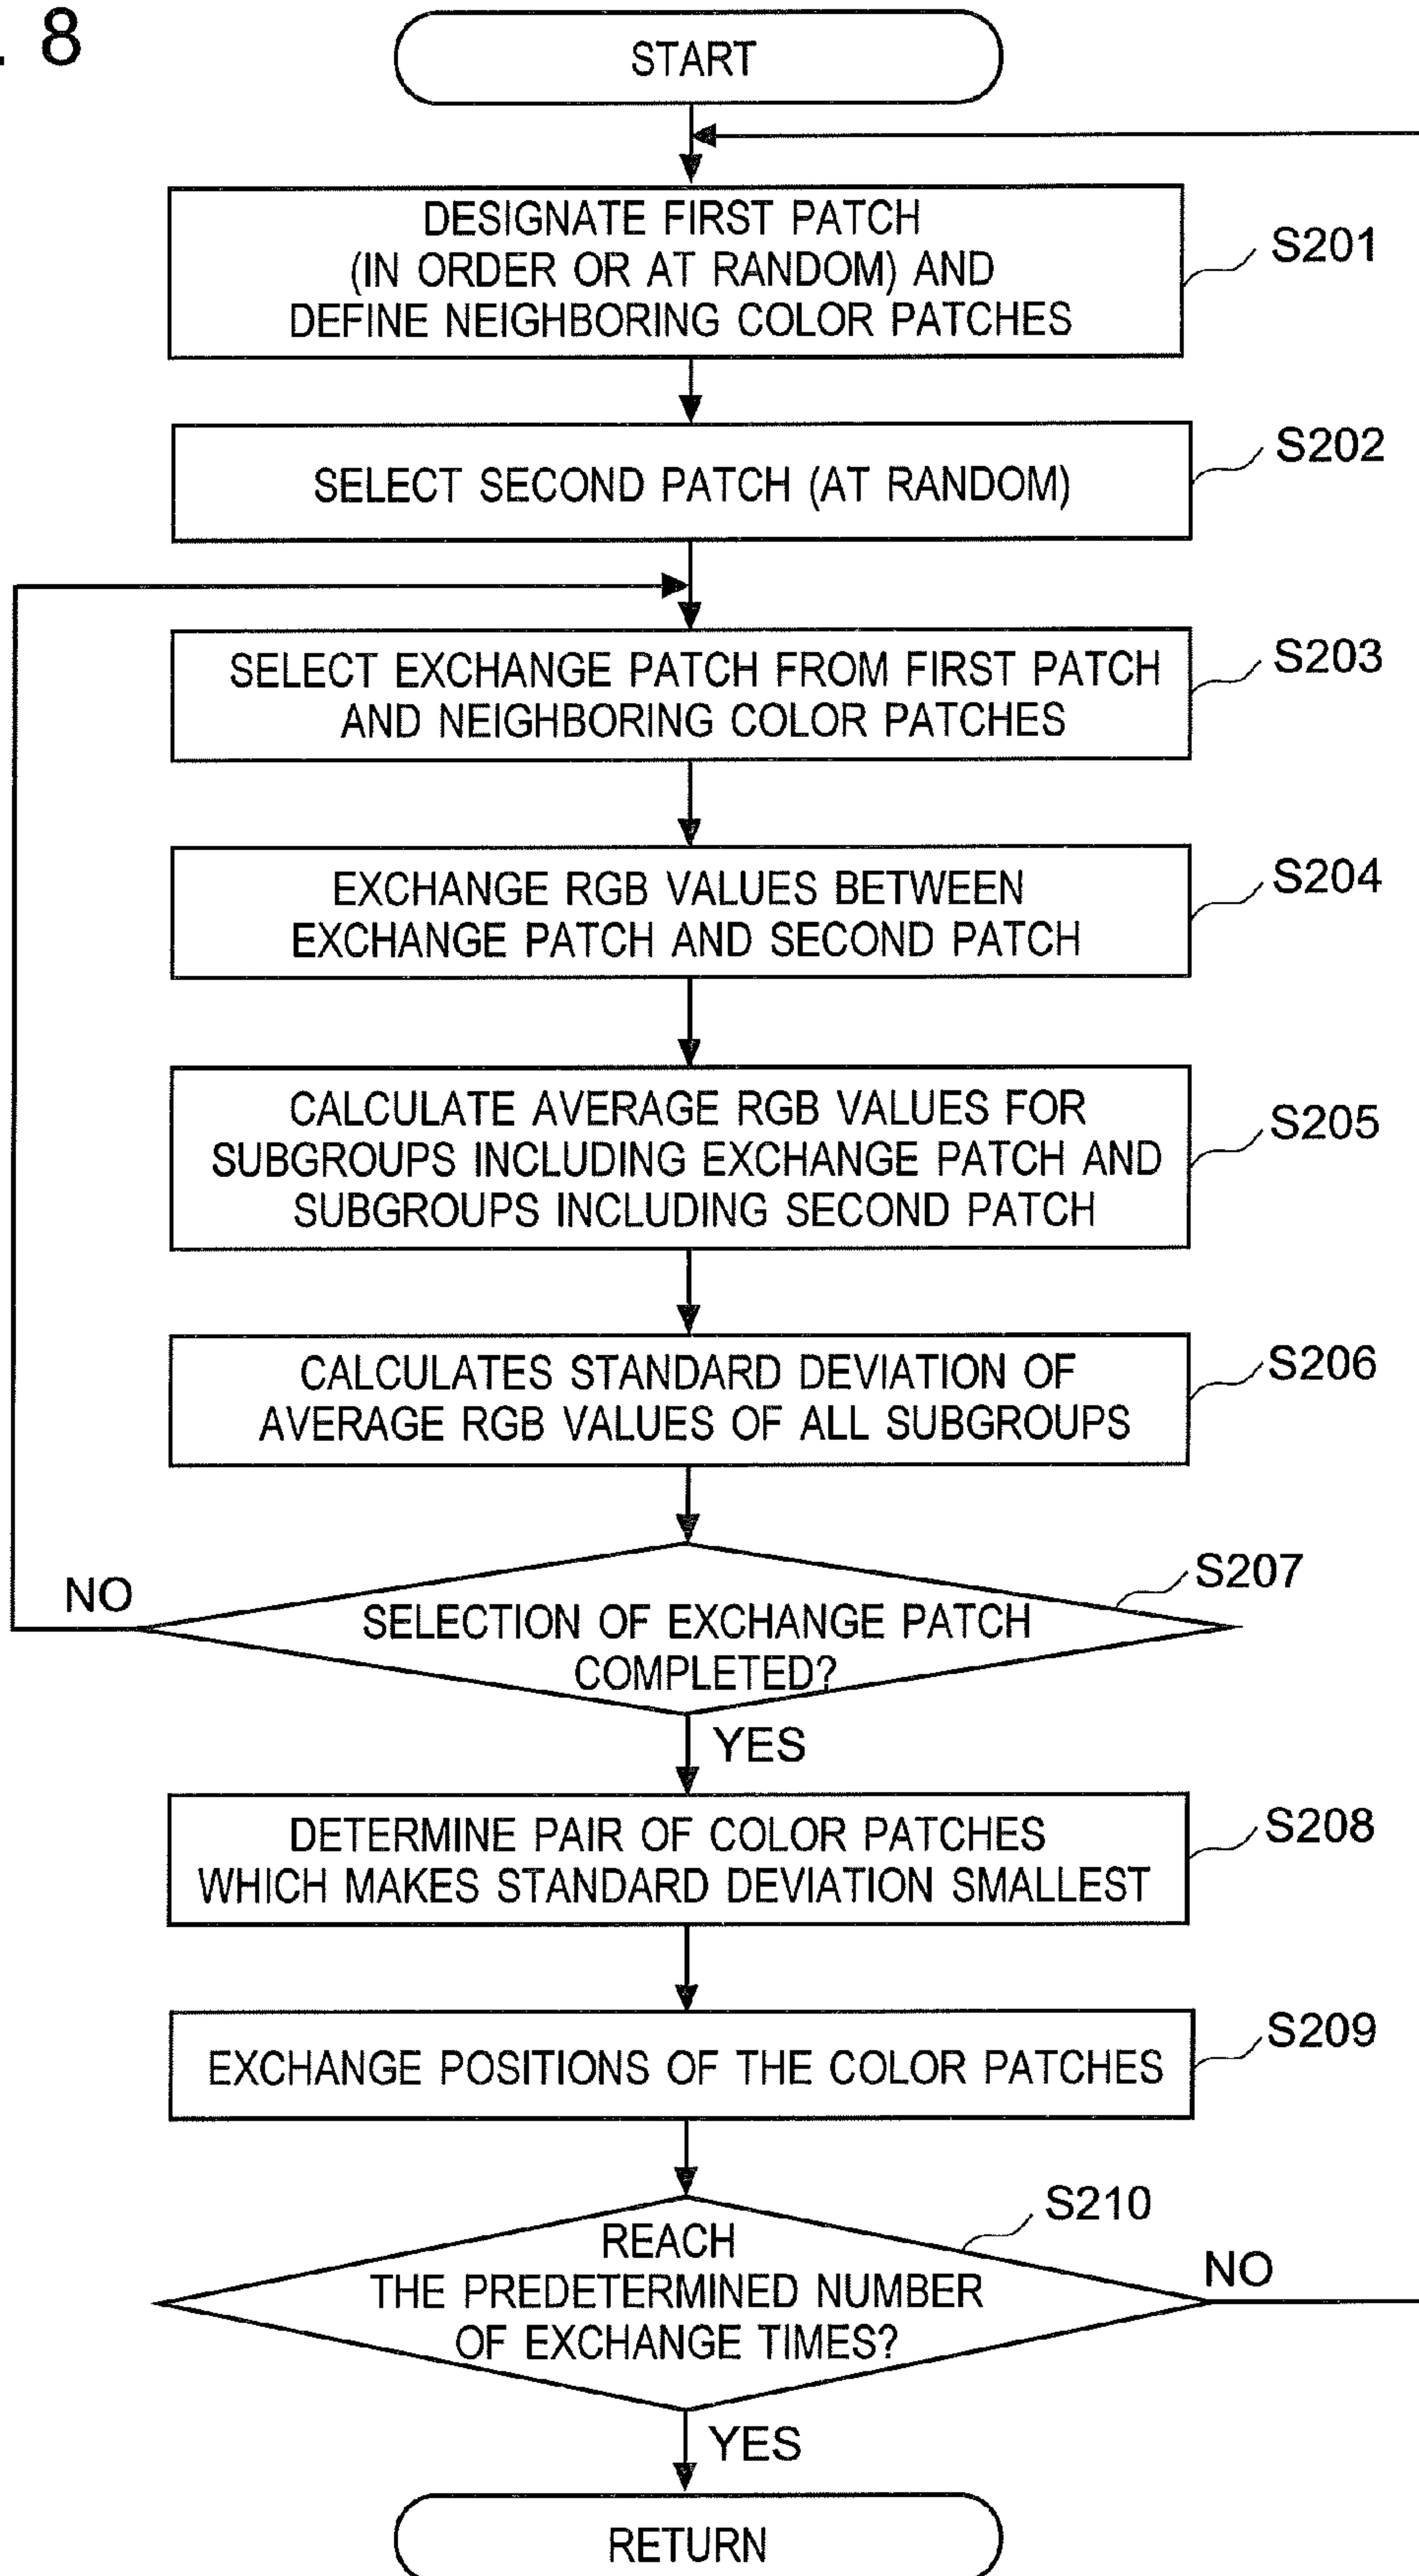 . 8
START
DESIGNATE FIRST PATCH
(IN ORDER OR AT RANDOM) AND
DEFINE NEIGHBORING COLOR PATCHES
S201
SELECT SECOND PATCH (AT RANDOM)
S202
SELECT EXCHANGE PATCH FROM FIRST PATCH
AND NEIGHBORING COLOR PATCHES
S203
EXCHANGE RGB VALUES BETWEEN
EXCHANGE PATCH AND SECOND PATCH
S204
CALCULATE AVERAGE RGB VALUES FOR
SUBGROUPS INCLUDING EXCHANGE PATCH AND
SUBGROUPS INCLUDING SECOND PATCH
S205
CALCULATES STANDARD DEVIATION OF
AVERAGE RGB VALUES OF ALL SUBGROUPS
S206
NO
SELECTION OF EXCHANGE PATCH
COMPLETED?
S207
YES
DETERMINE PAIR OF COLOR PATCHES
WHICH MAKES STANDARD DEVIATION SMALLEST
S208
EXCHANGE POSITIONS OF THE COLOR PATCHES
S209
REACH
THE PREDETERMINED NUMBER
OF EXCHANGE TIMES?
S210
NO
YES
RETURN